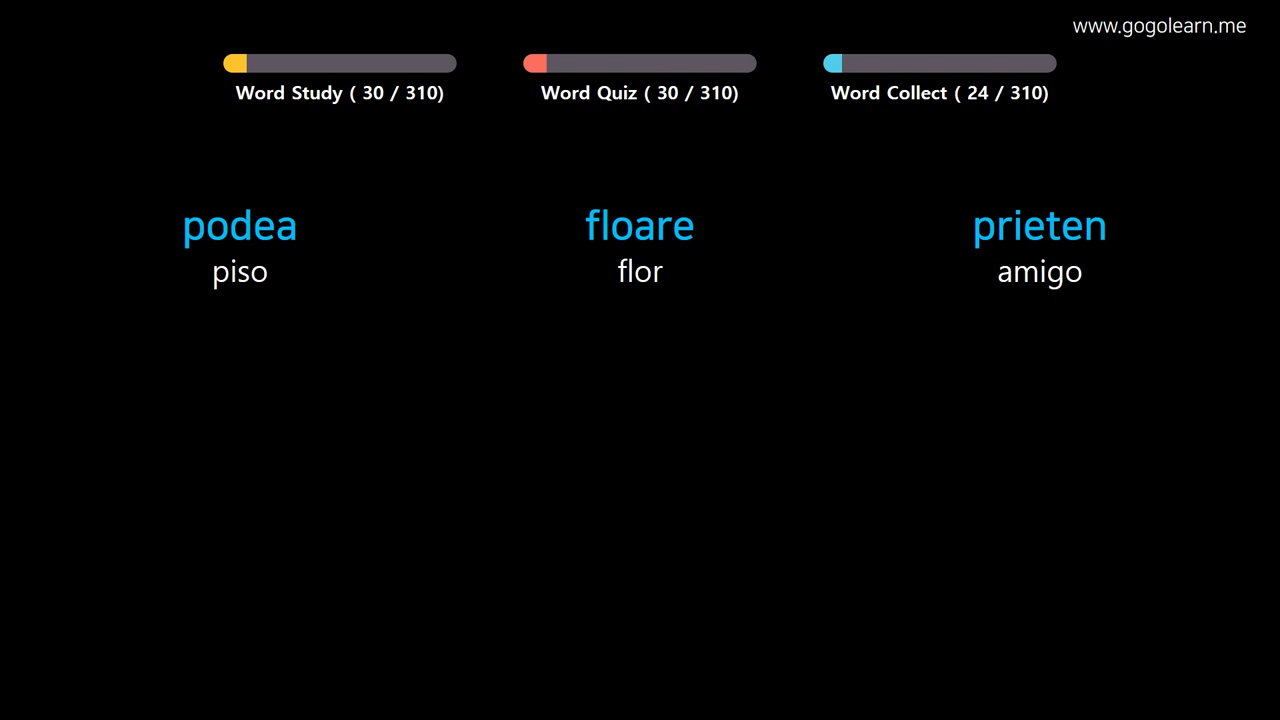 www.gogolearn.me
Word Study ( 30 / 310)
Word Quiz ( 30 / 310)
Word Collect ( 24 / 310)
podea
piso
floare
flor
prieten
amigo